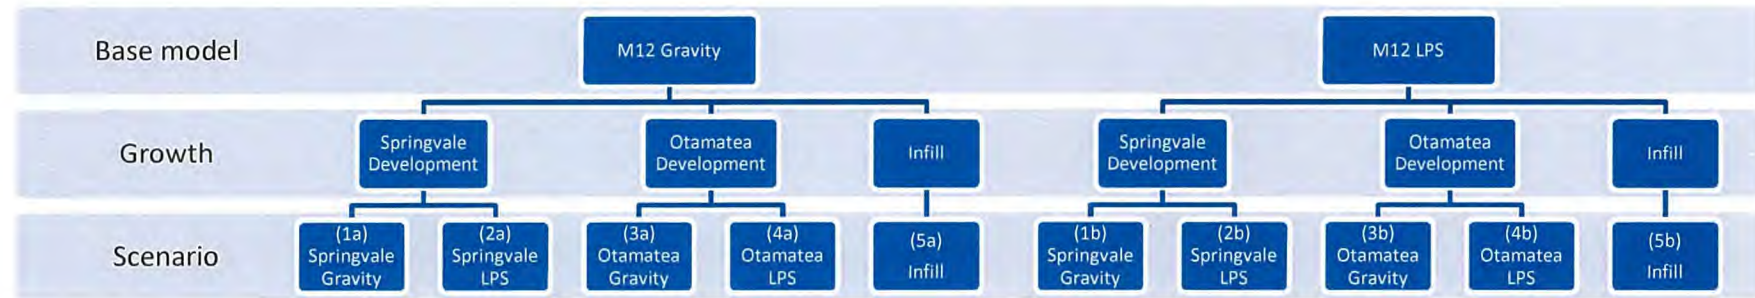 Base model
M12 Gravity
M12 LPS
Growth
Springvale
Development
Otamatea
Development
Infill
Springvale
Development
Otamatea
Development
Infill
Scenario
(1a)
Springvale
Gravity
(2a)
Springvale
LPS
(3a)
Otamatea
Gravity
(4a)
Otamatea
LPS
(5a)
Infill
(1b)
Springvale
Gravity
(2b)
Springvale
LPS
(3b)
Otamatea
Gravity
(4b)
Otamatea
LPS
(5b)
Infill